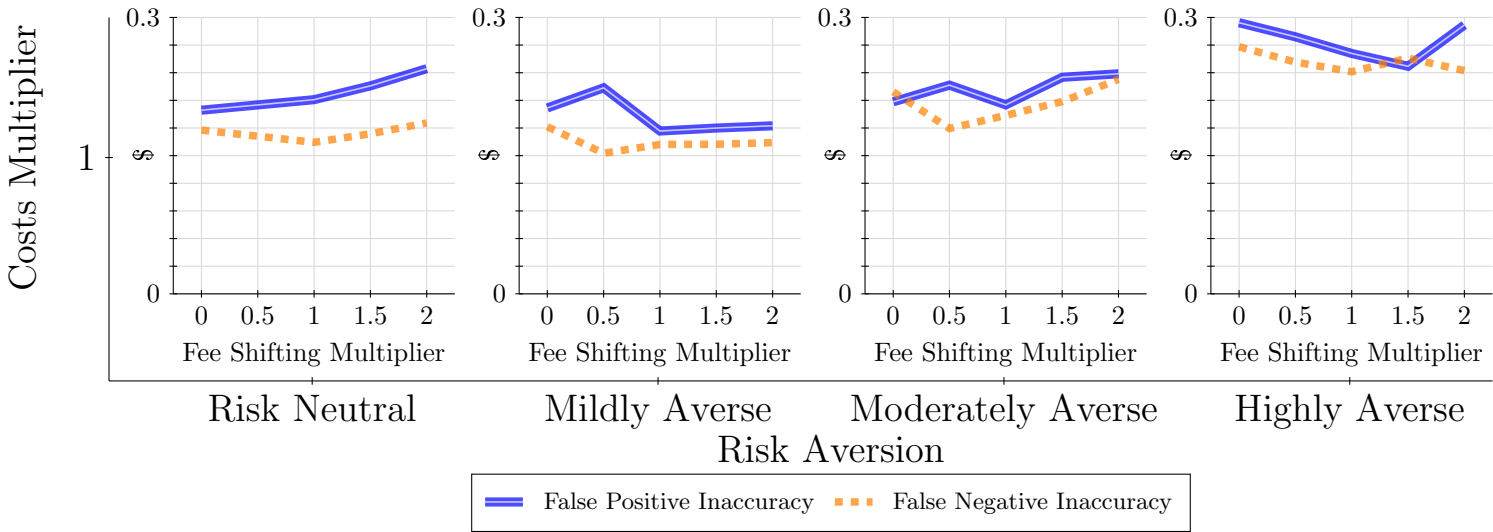 Costs Multiplier
1
0.3
$
0
0 0.5 1 1.5 2
Fee Shifting Multiplier
0.3
$
0
0 0.5 1 1.5 2
Fee Shifting Multiplier
0.3
$
0
0 0.5 1 1.5 2
Fee Shifting Multiplier
0.3
$
0
0 0.5 1 1.5 2
Fee Shifting Multiplier
Risk Neutral Mildly Averse Moderately Averse Highly Averse
Risk Aversion
False Positive Inaccuracy False Negative Inaccuracy